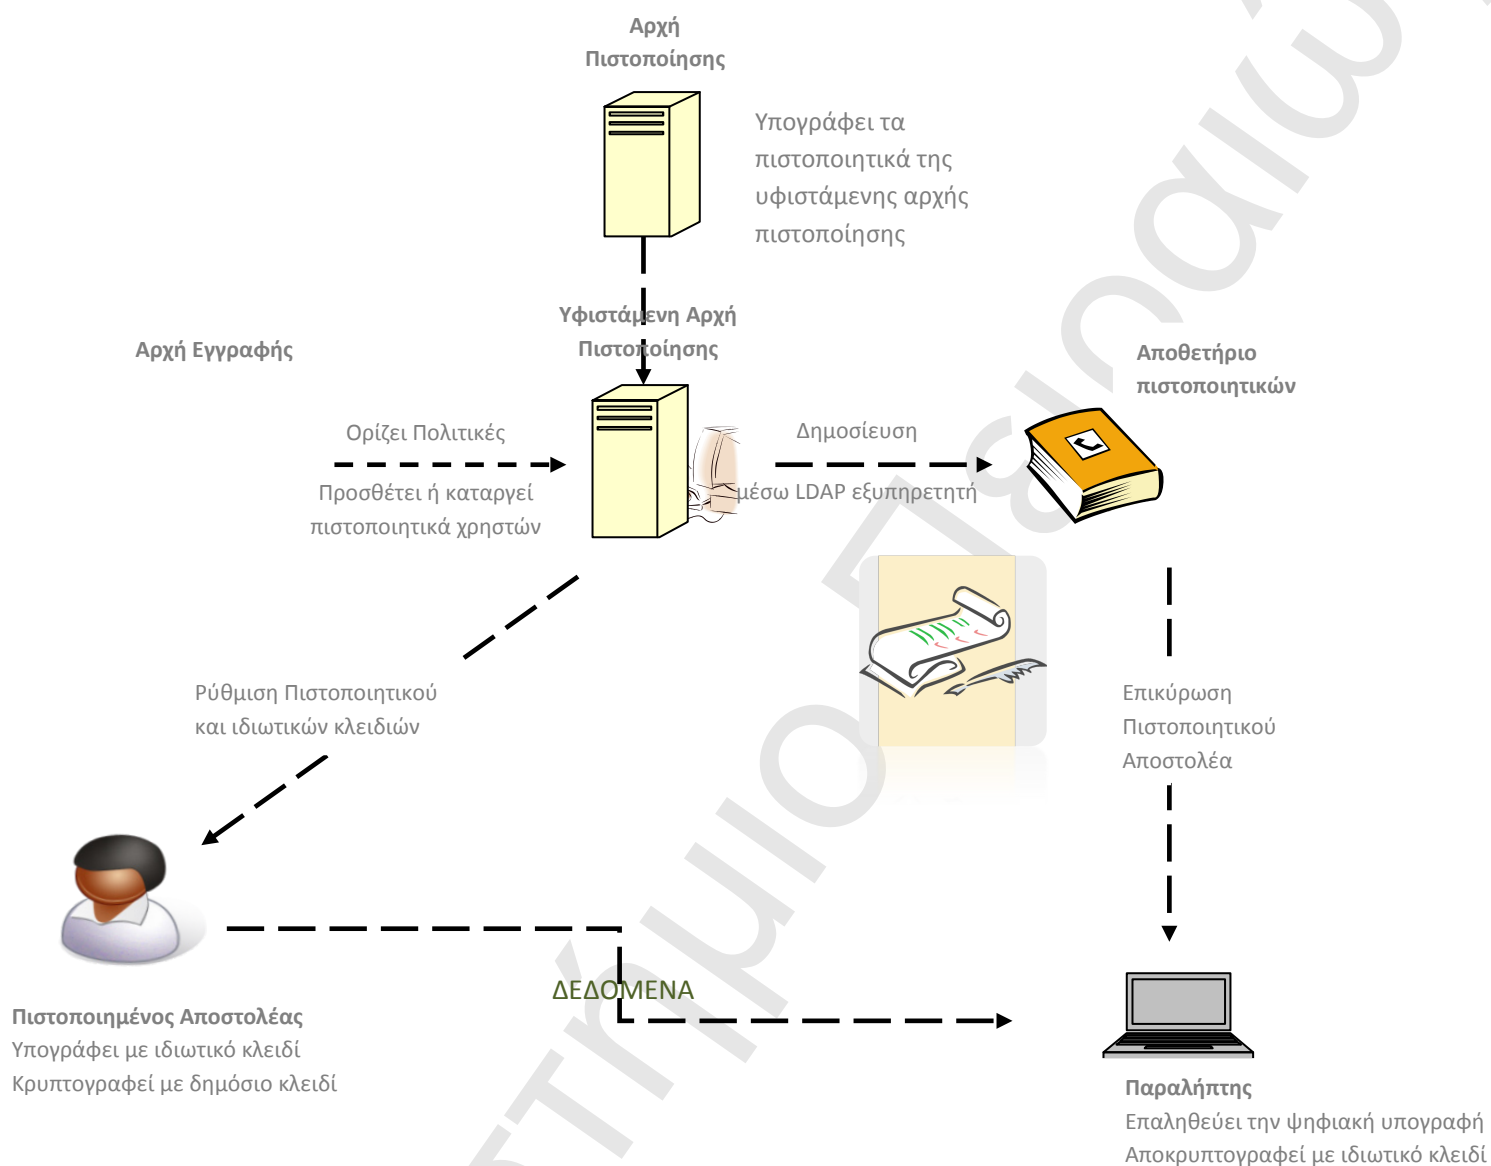 Αρχή
Πιστοποίησης
Υπογράφει τα
πιστοποιητικά της
υφιστάμενης αρχής
πιστοποίησης
Υφιστάμενη Αρχή
Πιστοποίησης
Αρχή Εγγραφής
Αποθετήριο
πιστοποιητικών
Ορίζει Πολιτικές
Προσθέτει ή καταργεί
πιστοποιητικά χρηστών
Δημοσίευση
μέσω LDAP εξυπηρετητή
Ρύθμιση Πιστοποιητικού
και ιδιωτικών κλειδιών
Επικύρωση
Πιστοποιητικού
Αποστολέα
ΔΕΔΟΜΕΝΑ
Πιστοποιημένος Αποστολέας
Υπογράφει με ιδιωτικό κλειδί
Κρυπτογραφεί με δημόσιο κλειδί
Παραλήπτης
Επαληθεύει την ψηφιακή υπογραφή
Αποκρυπτογραφεί με ιδιωτικό κλειδί